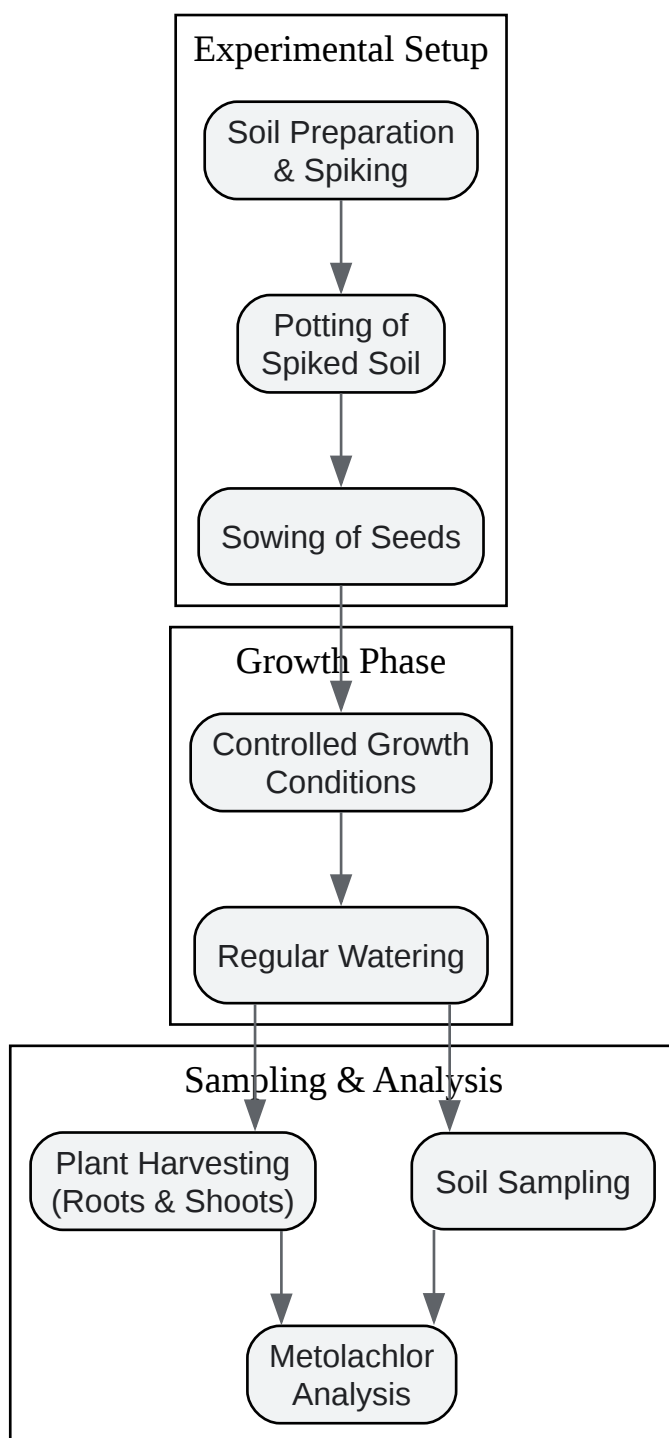 Experimental Setup
Soil Preparation
& Spiking
Potting of
Spiked Soil
Sowing of Seeds
Growth Phase
Controlled Growth
Conditions
Regular Watering
Sampling & Analysis
Plant Harvesting
(Roots & Shoots)
Soil Sampling
Metolachlor
Analysis